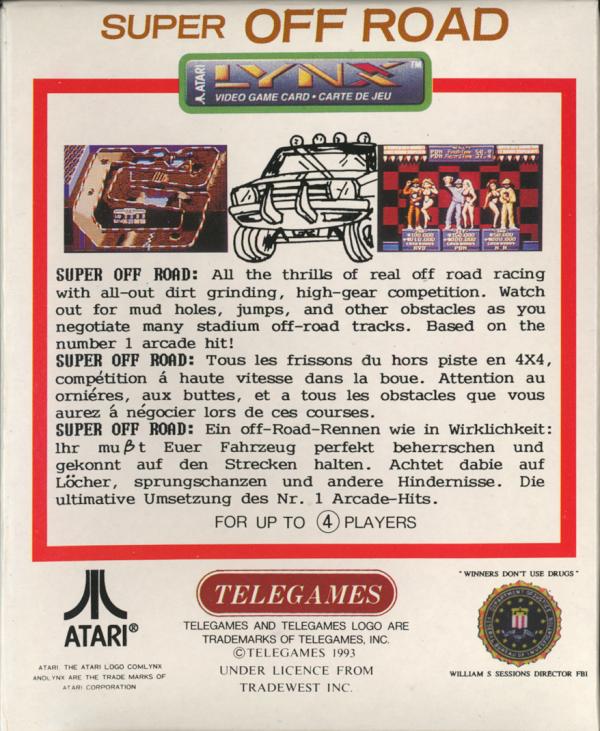 SUPER OFF ROAD
ATARI LYNX TM
VIDEO GAME CARD • CARTE DE JEU
SUPER OFF ROAD: All the thrills of real off road racing
with all-out dirt grinding, high-gear competition. Watch
out for mud holes, jumps, and other obstacles as you
negotiate many stadium off-road tracks. Based on the
number 1 arcade hit!
SUPER OFF ROAD: Tous les frissons du hors piste en 4X4,
compétition á haute vitesse dans la boue. Attention au
orniéres, aux buttes, et a tous les obstacles que vous
aurez á négocier lors de ces courses.
SUPER OFF ROAD: Ein off-Road-Rennen wie in Wirklichkeit:
lhr mußt Euer Fahrzeug perfekt beherrschen und
gekonnt auf den Strecken halten. Achtet dabie auf
Löcher, sprungschanzen und andere Hindernisse. Die
ultimative Umsetzung des Nr. 1 Arcade-Hits.
FOR UP TO 4 PLAYERS
ATARI®
ATARI, THE ATARI LOGO COMLYNX
ANDLYNX ARE THE TRADE MARKS OF
ATARI CORPORATION
TELEGAMES
TELEGAMES AND TELEGAMES LOGO ARE
TRADEMARKS OF TELEGAMES, INC.
©TELEGAMES 1993
UNDER LICENCE FROM
TRADEWEST INC.
"WINNERS DON'T USE DRUGS"
WILLIAM S SESSIONS DIRECTOR FBI